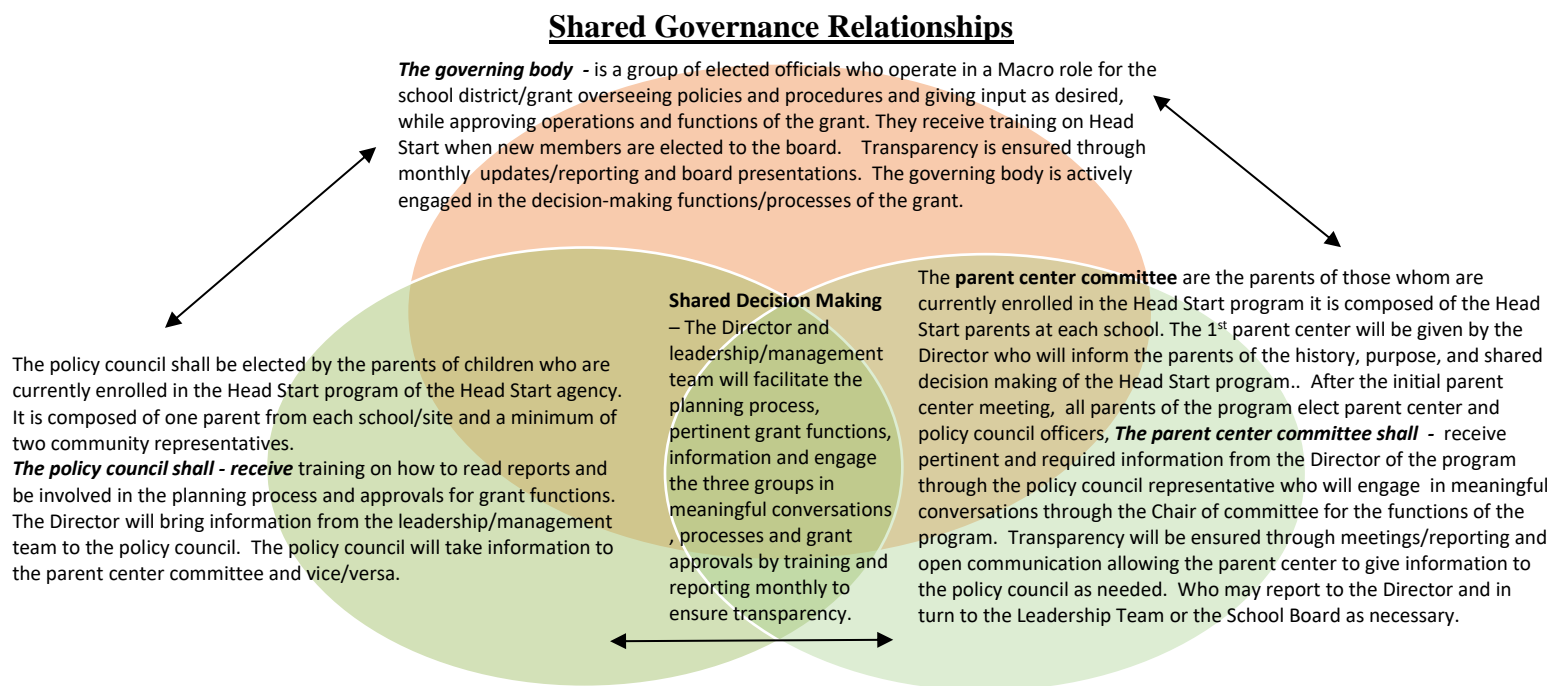 Shared Governance Relationships
The governing body - is a group of elected officials who operate in a Macro role for the
school district/grant overseeing policies and procedures and giving input as desired,
while approving operations and functions of the grant. They receive training on Head
Start when new members are elected to the board. Transparency is ensured through
monthly updates/reporting and board presentations. The governing body is actively
engaged in the decision-making functions/processes of the grant.
The policy council shall be elected by the parents of children who are
currently enrolled in the Head Start program of the Head Start agency.
It is composed of one parent from each school/site and a minimum of
two community representatives.
The policy council shall - receive training on how to read reports and
be involved in the planning process and approvals for grant functions.
The Director will bring information from the leadership/management
team to the policy council. The policy council will take information to
the parent center committee and vice/versa.
Shared Decision Making
– The Director and
leadership/management
team will facilitate the
planning process,
pertinent grant functions,
information and engage
the three groups in
meaningful conversations
, processes and grant
approvals by training and
reporting monthly to
ensure transparency.
The parent center committee are the parents of those whom are
currently enrolled in the Head Start program it is composed of the Head
Start parents at each school. The 1st parent center will be given by the
Director who will inform the parents of the history, purpose, and shared
decision making of the Head Start program.. After the initial parent
center meeting, all parents of the program elect parent center and
policy council officers, The parent center committee shall - receive
pertinent and required information from the Director of the program
through the policy council representative who will engage in meaningful
conversations through the Chair of committee for the functions of the
program. Transparency will be ensured through meetings/reporting and
open communication allowing the parent center to give information to
the policy council as needed. Who may report to the Director and in
turn to the Leadership Team or the School Board as necessary.